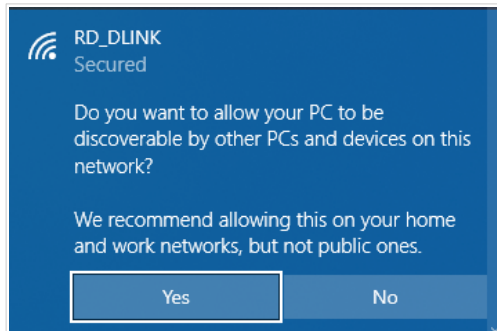 RD_DLINK
Secured
Do you want to allow your PC to be
discoverable by other PCs and devices on this
network?
We recommend allowing this on your home
and work networks, but not public ones.
Yes
No